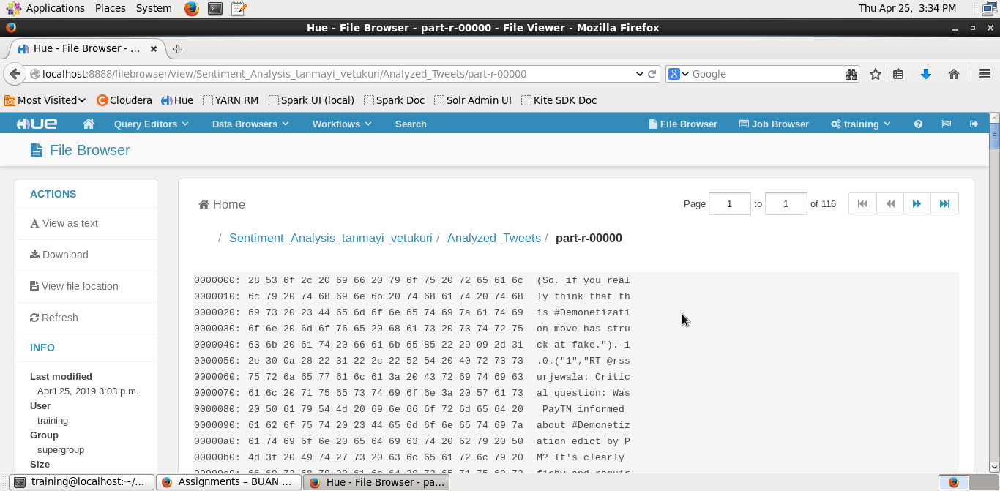 Applications Places System Thu Apr 25, 3:34 PM
Hue - File Browser - part-r-00000 - File Viewer - Mozilla Firefox
Hue - File Browser - ...
localhost:8888/filebrowser/view/Sentiment_Analysis_tanmayi_vetukuri/Analyzed_Tweets/part-r-00000 Google
Most Visited Cloudera Hue YARN RM Spark UI (local) Spark Doc Solr Admin UI Kite SDK Doc
HUE Query Editors Data Browsers Workflows Search File Browser Job Browser training
File Browser
ACTIONS
View as text
Download
View file location
Refresh
INFO
Last modified
April 25, 2019 3:03 p.m.
User
training
Group
supergroup
Size
Home Page 1 to 1 of 116
/ Sentiment_Analysis_tanmayi_vetukuri / Analyzed_Tweets / part-r-00000
0000000: 28 53 6f 2c 20 69 66 20 79 6f 75 20 72 65 61 6c (So, if you real
0000010: 6c 79 20 74 68 69 6e 6b 20 74 68 61 74 20 74 68 ly think that th
0000020: 69 73 20 23 44 65 6d 6f 6e 65 74 69 7a 61 74 69 is #Demonetizati
0000030: 6f 6e 20 6d 6f 76 65 20 68 61 73 20 73 74 72 75 on move has stru
0000040: 63 6b 20 61 74 20 66 61 6b 65 85 22 29 09 2d 31 ck at fake.").-1
0000050: 2e 30 0a 28 22 31 22 2c 22 52 54 20 40 72 73 73 .0.("1","RT @rss
0000060: 75 72 6a 65 77 61 6c 61 3a 20 43 72 69 74 69 63 urjewala: Critic
0000070: 61 6c 20 71 75 65 73 74 69 6f 6e 3a 20 57 61 73 al question: Was
0000080: 20 50 61 79 54 4d 20 69 6e 66 6f 72 6d 65 64 20 PayTM informed
0000090: 61 62 6f 75 74 20 23 44 65 6d 6f 6e 65 74 69 7a about #Demonetiz
00000a0: 61 74 69 6f 6e 20 65 64 69 63 74 20 62 79 20 50 ation edict by P
00000b0: 4d 3f 20 49 74 27 73 20 63 6c 65 61 72 6c 79 20 M? It's clearly
training@localhost:~/... Assignments – BUAN ... Hue - File Browser - pa...